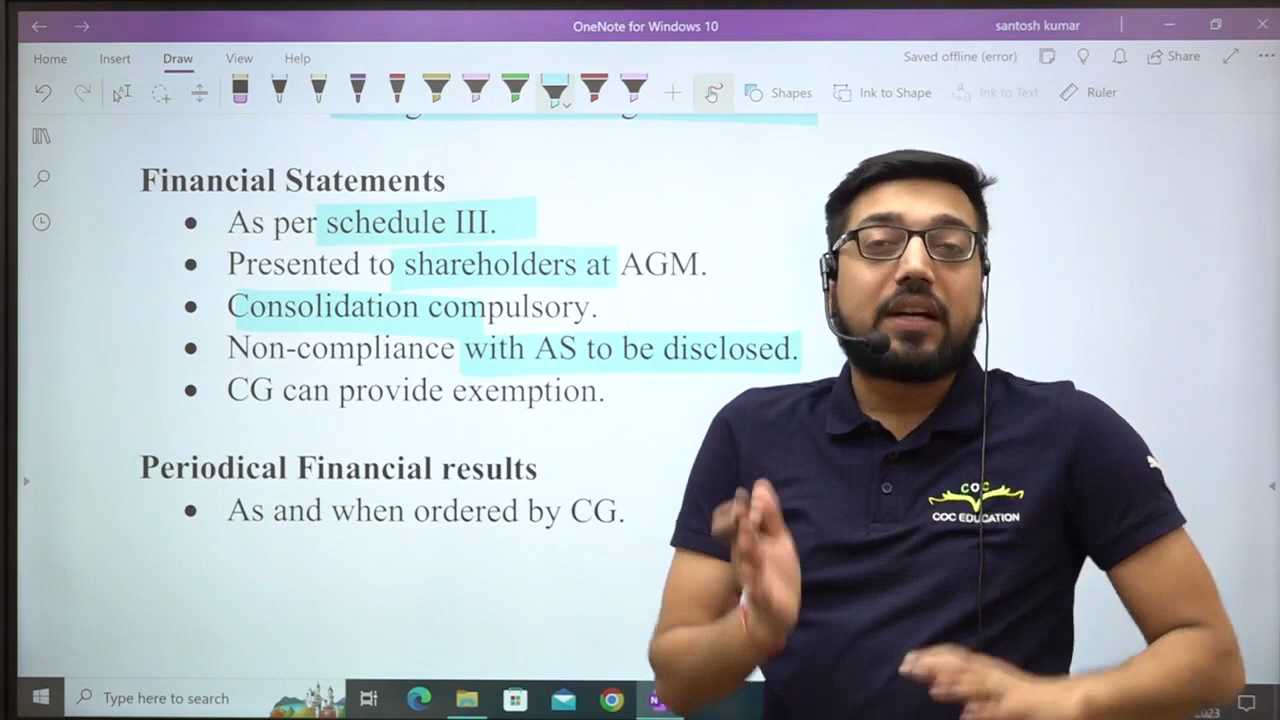 OneNote for Windows 10
santosh kumar
Home Insert Draw View Help
Saved offline (error)
Share
Shapes
Ink to Shape
Ink to Text
Ruler
Financial Statements
As per schedule III.
Presented to shareholders at AGM.
Consolidation compulsory.
Non-compliance with AS to be disclosed.
CG can provide exemption.
Periodical Financial results
As and when ordered by CG.
COC
COC EDUCATION
Type here to search